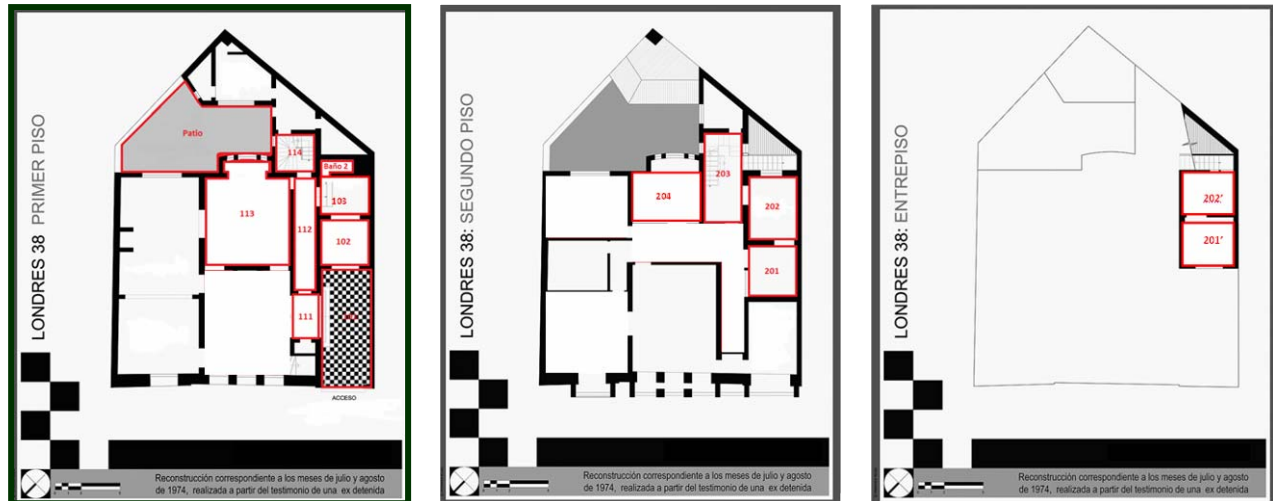 LONDRES 38 PRIMER PISO
Patio
114
Baño 2
103
113
112
102
111
ACCESO
Reconstrucción correspondiente a los meses de julio y agosto
de 1974, realizada a partir del testimonio de una ex detenida
LONDRES 38: SEGUNDO PISO
203
204
202
201
Reconstrucción correspondiente a los meses de julio y agosto
de 1974, realizada a partir del testimonio de una ex detenida
LONDRES 38: ENTREPISO
202'
201'
Reconstrucción correspondiente a los meses de julio y agosto
de 1974, realizada a partir del testimonio de una ex detenida